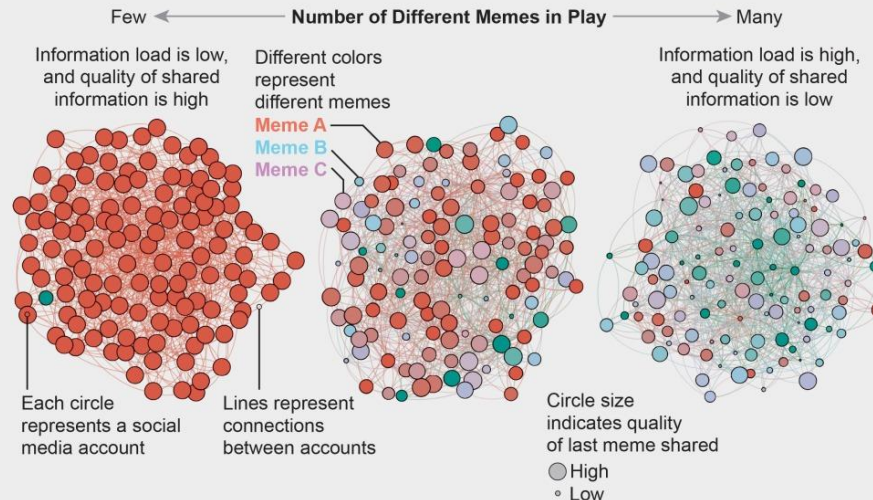 Few Number of Different Memes in Play Many
Information load is low,
and quality of shared
information is high
Different colors
represent
different memes
Meme A
Meme B
Meme C
Information load is high,
and quality of shared
information is low
Each circle
represents a social
media account
Lines represent
connections
between accounts
Circle size
indicates quality
of last meme shared
High
Low